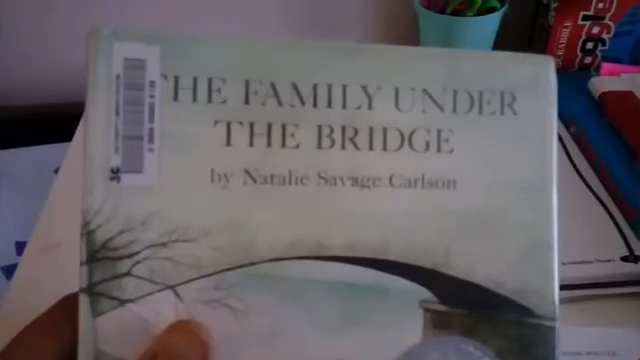 THE FAMILY UNDER
THE BRIDGE
by Natalie Savage Carlson